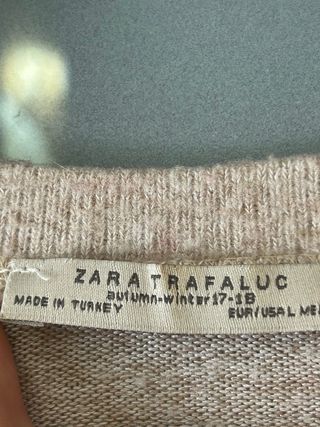 ZARA TRAFALUC
autumn-winter 17-18
MADE IN TURKEY
EUR/USA L